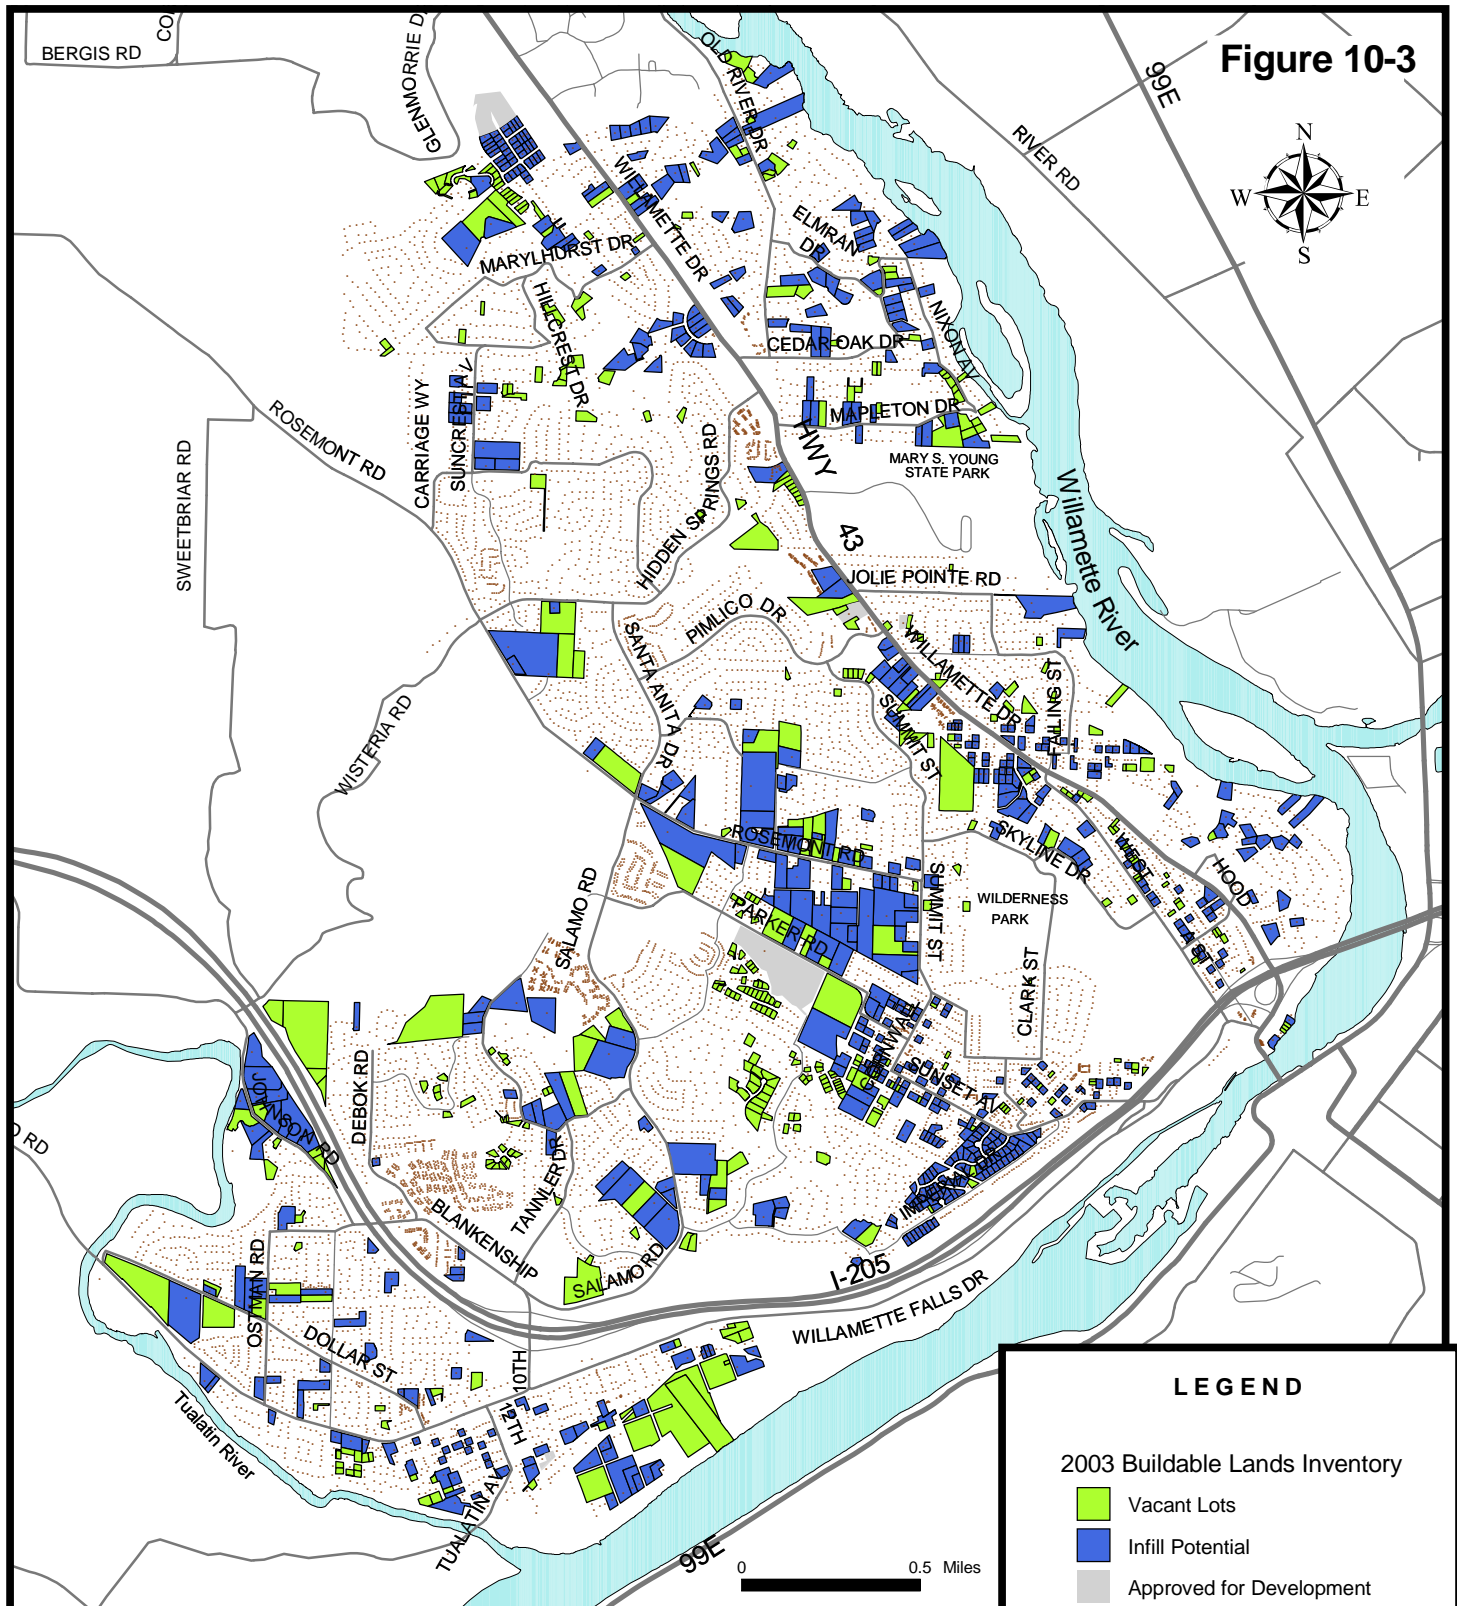 Figure 10-3
BERGIS RD
GLENMORRIE
OLD RIVER DR
99E
RIVER RD
N
W
E
S
WILLAMETTE DR
ELMRAN
DR
MARYLHURST DR
HILLCREST DR
NIXON AV
CEDAR OAK DR
CARRIAGE WY
SUNCREST AV
ROSEMONT RD
SWEETBRIAR RD
MAPLETON DR
HWY
43
MARY S. YOUNG
STATE PARK
HIDDEN SPRINGS RD
Willamette River
JOLIE POINTE RD
PIMLICO DR
SANTA ANITA DR
WILLAMETTE DR
FAILING ST
SUMMIT ST
WISTERIA RD
ROSEMONT RD
SKYLINE DR
WEST
A ST
HOOD
SALAMO RD
PARKER RD
SUMMIT ST
WILDERNESS
PARK
CLARK ST
SUNSET AV
DEBOK RD
JOHNSON RD
TANNLER DR
BLANKENSHIP
IMPERIAL DR
SALAMO RD
I-205
WILLAMETTE FALLS DR
OSTMAN RD
DOLLAR ST
10TH
12TH
Tualatin River
TUALATIN AV
99E
0 0.5 Miles
LEGEND
2003 Buildable Lands Inventory
Vacant Lots
Infill Potential
Approved for Development